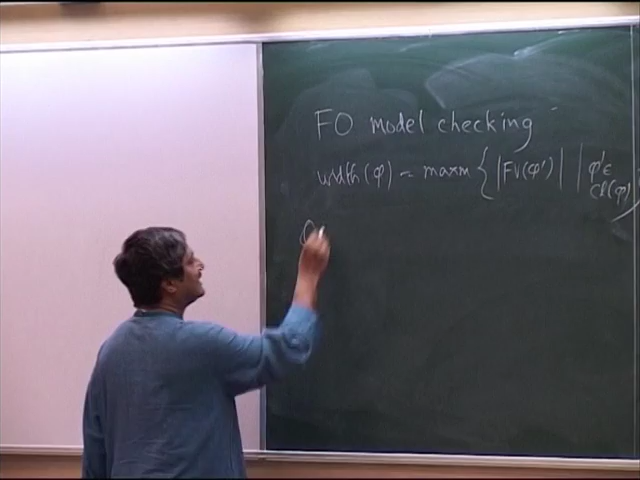 FO model checking
width(φ) = maxm { |FV(φ')| | φ' ∈ Cl(φ) }